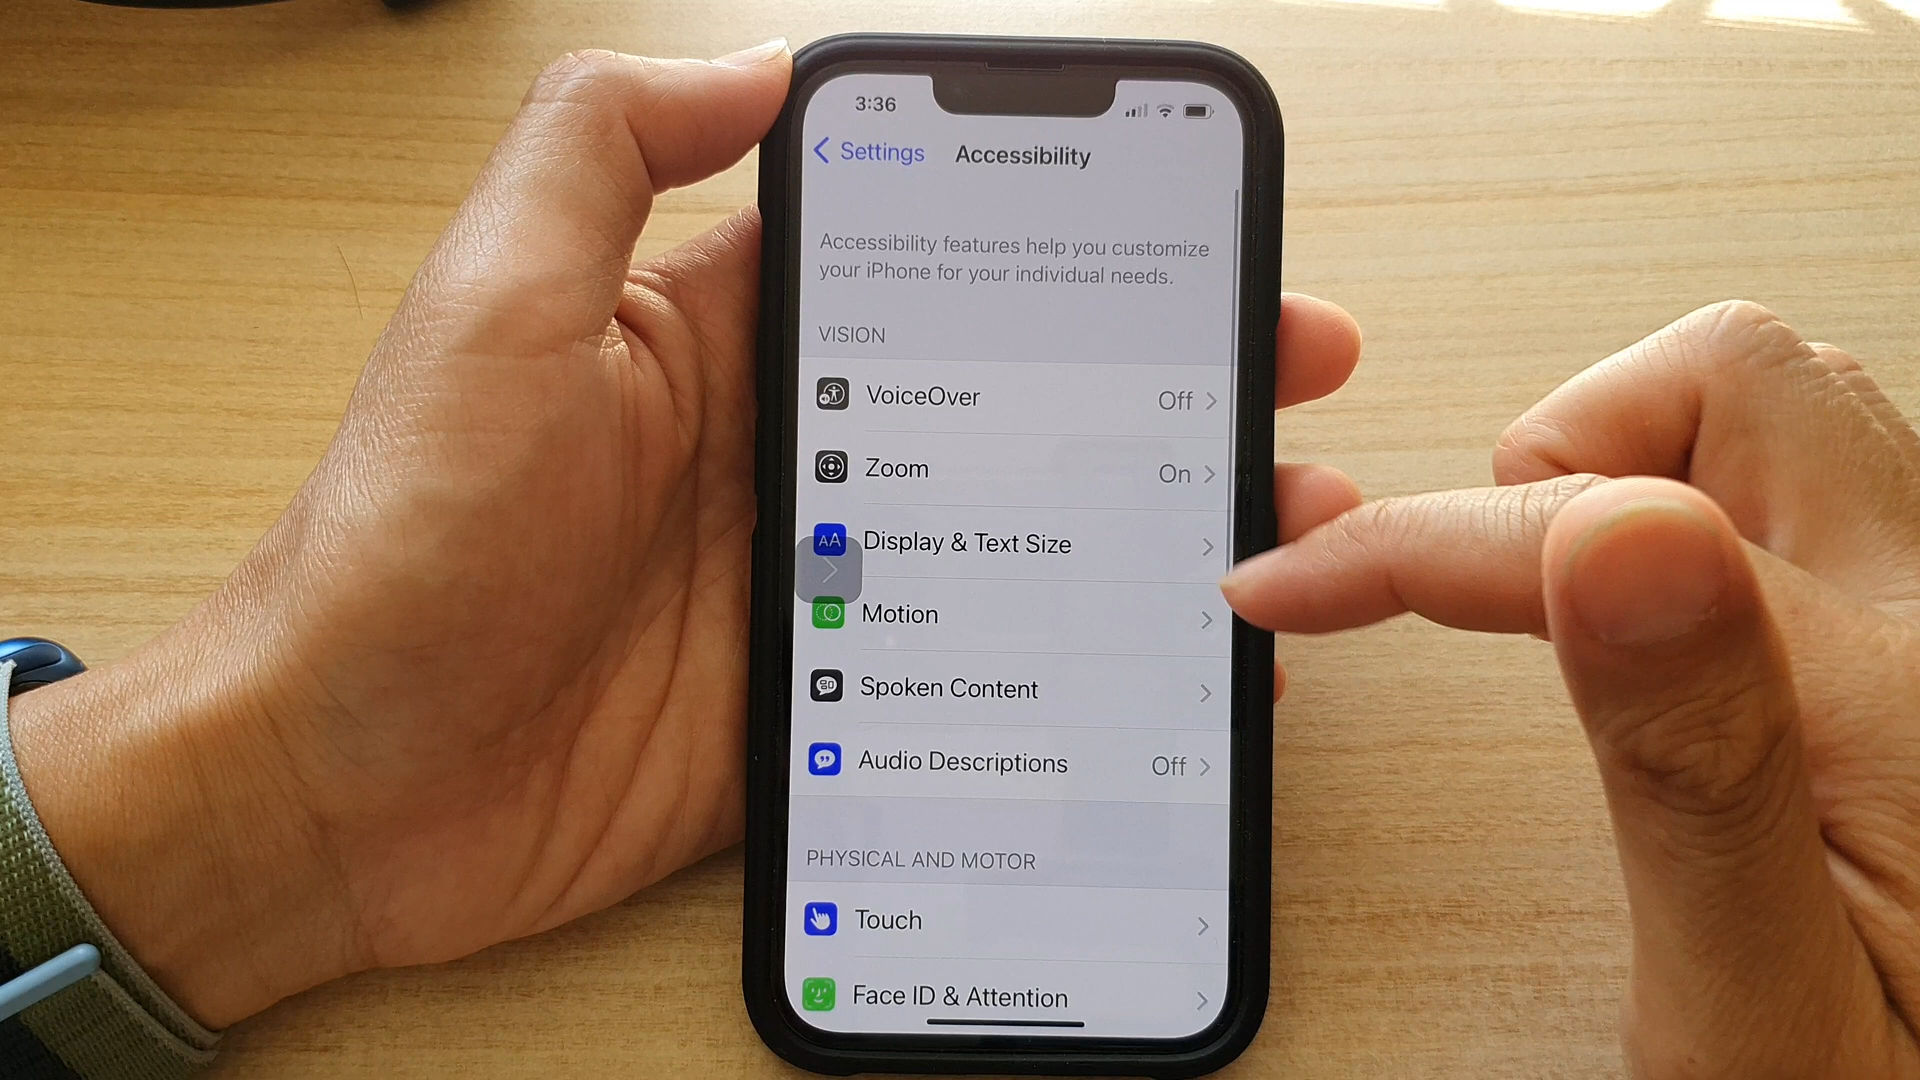 3:36
Settings
Accessibility
Accessibility features help you customize
your iPhone for your individual needs.
VISION
VoiceOver Off
Zoom On
AA Display & Text Size
Motion
Spoken Content
Audio Descriptions Off
PHYSICAL AND MOTOR
Touch
Face ID & Attention